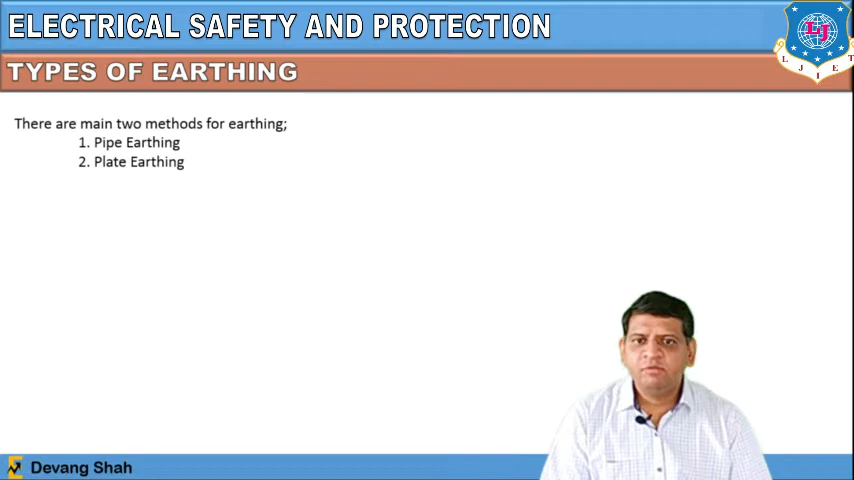 ELECTRICAL SAFETY AND PROTECTION
LJ
L J I E T
TYPES OF EARTHING
There are main two methods for earthing;
1. Pipe Earthing
2. Plate Earthing
Devang Shah